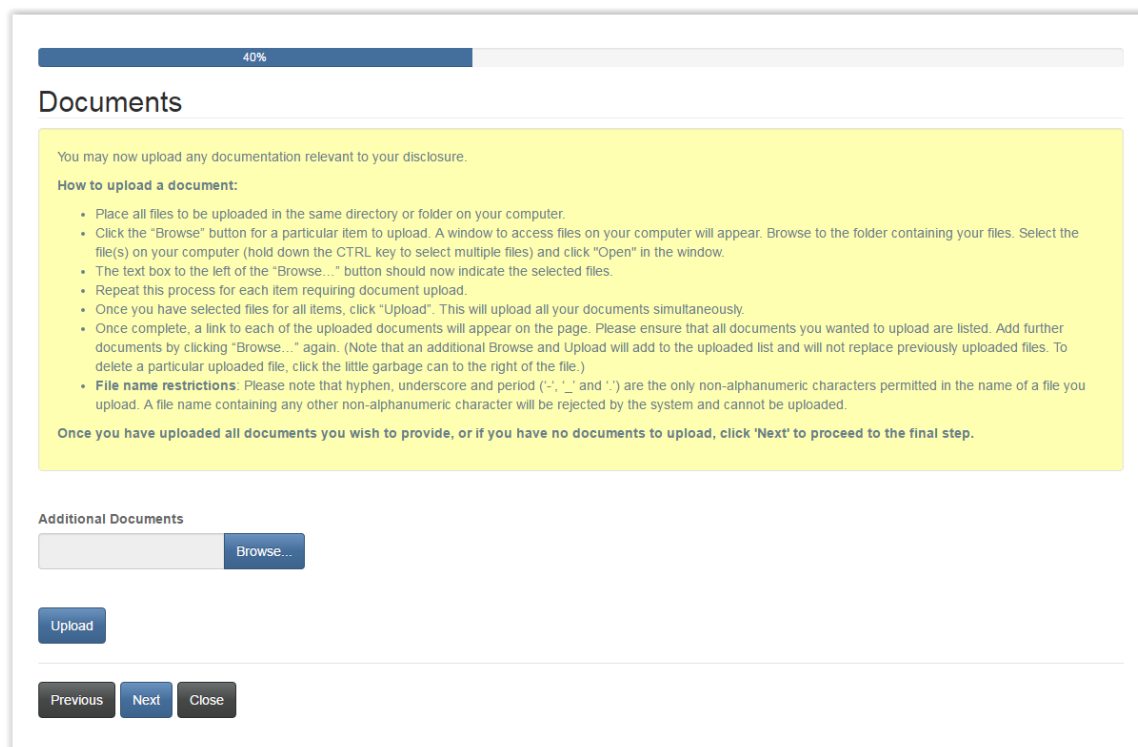 40%
Documents
You may now upload any documentation relevant to your disclosure.
How to upload a document:
• Place all files to be uploaded in the same directory or folder on your computer.
• Click the “Browse” button for a particular item to upload. A window to access files on your computer will appear. Browse to the folder containing your files. Select the
file(s) on your computer (hold down the CTRL key to select multiple files) and click "Open" in the window.
• The text box to the left of the “Browse…” button should now indicate the selected files.
• Repeat this process for each item requiring document upload.
• Once you have selected files for all items, click “Upload”. This will upload all your documents simultaneously.
• Once complete, a link to each of the uploaded documents will appear on the page. Please ensure that all documents you wanted to upload are listed. Add further
documents by clicking “Browse…” again. (Note that an additional Browse and Upload will add to the uploaded list and will not replace previously uploaded files. To
delete a particular uploaded file, click the little garbage can to the right of the file.)
• File name restrictions: Please note that hyphen, underscore and period (‘-’, ‘_’ and ‘.’) are the only non-alphanumeric characters permitted in the name of a file you
upload. A file name containing any other non-alphanumeric character will be rejected by the system and cannot be uploaded.
Once you have uploaded all documents you wish to provide, or if you have no documents to upload, click 'Next' to proceed to the final step.
Additional Documents
Browse...
Upload
Previous Next Close